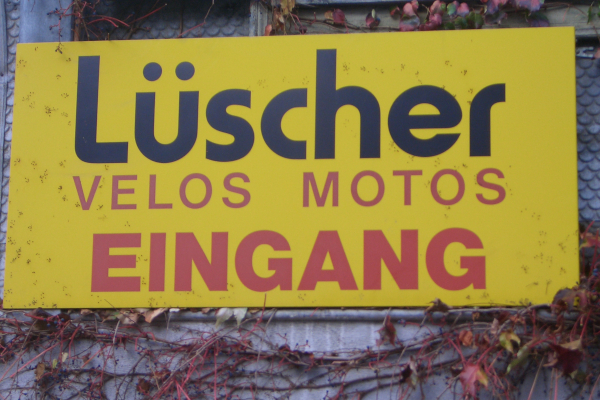 Lüscher
VELOS MOTOS
EINGANG